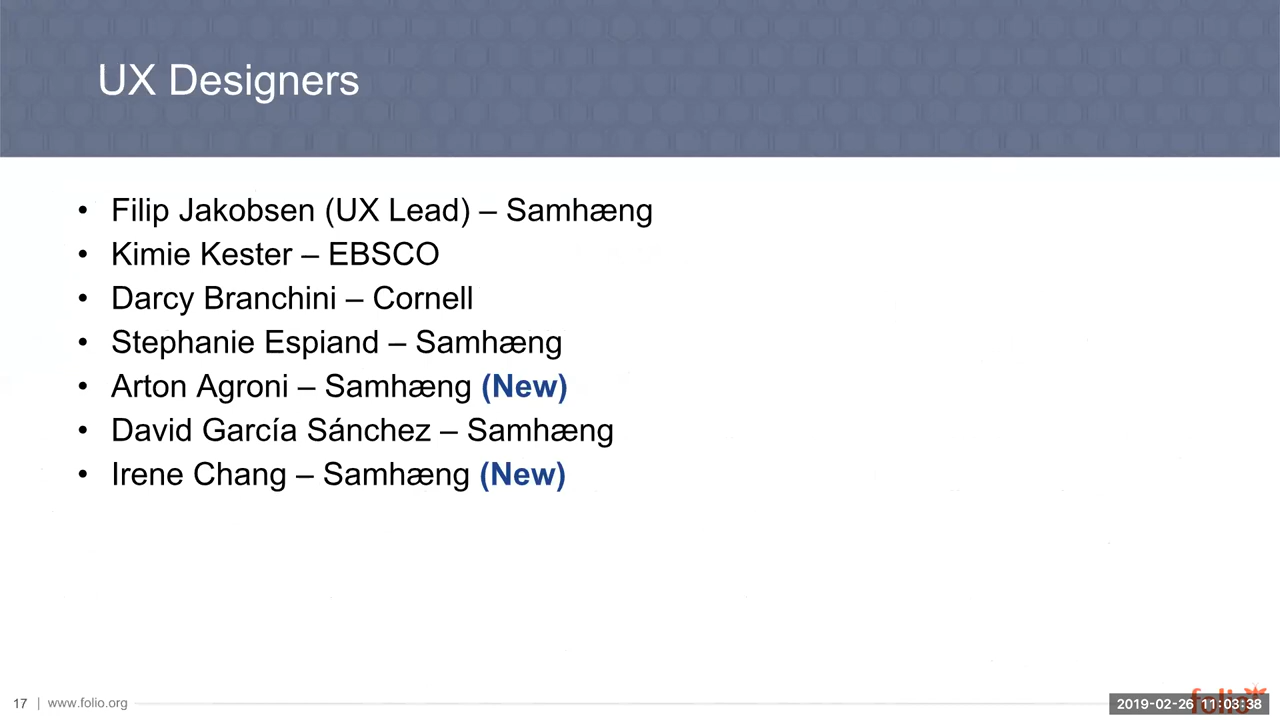 UX Designers
• Filip Jakobsen (UX Lead) – Samhæng
• Kimie Kester – EBSCO
• Darcy Branchini – Cornell
• Stephanie Espiand – Samhæng
• Arton Agroni – Samhæng (New)
• David García Sánchez – Samhæng
• Irene Chang – Samhæng (New)
17 | www.folio.org
folio
2019-02-26 11:03:38